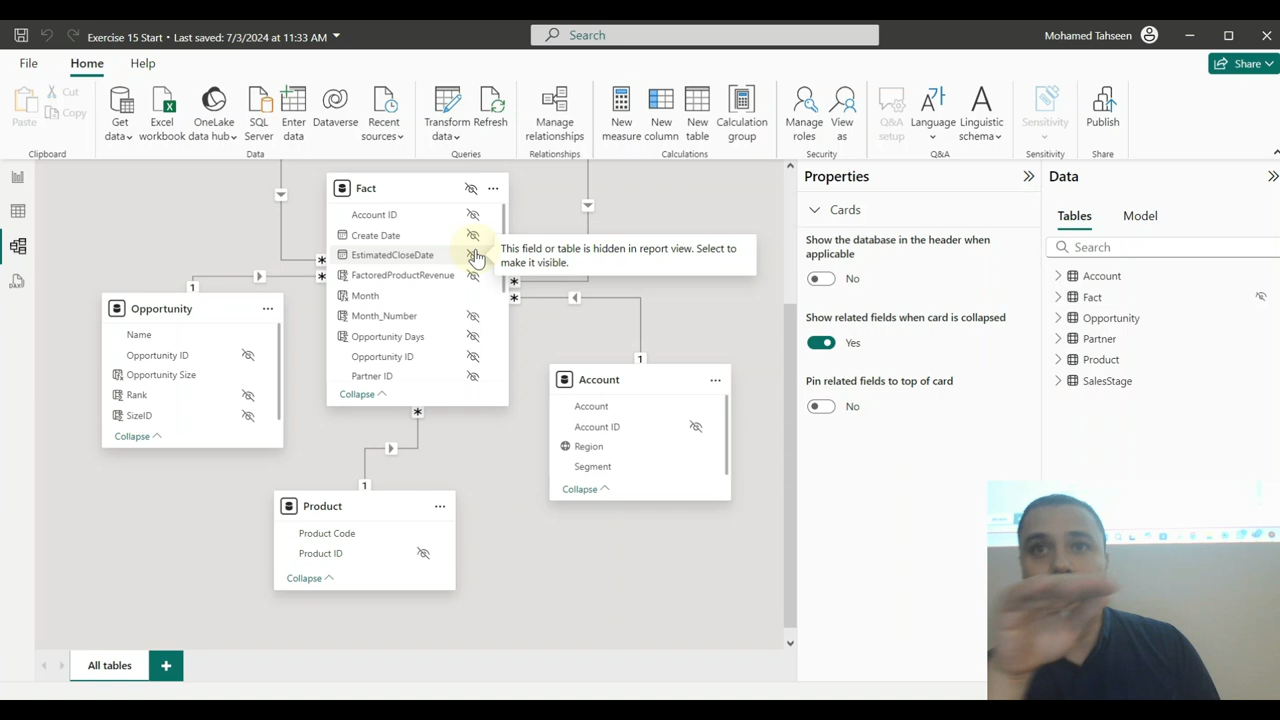 Exercise 15 Start • Last saved: 7/3/2024 at 11:33 AM
Search
Mohamed Tahseen
File
Home
Help
Share
Paste
Cut
Copy
Get data
Excel workbook
OneLake data hub
SQL Server
Enter data
Dataverse
Recent sources
Transform data
Refresh
Manage relationships
New measure
New column
New table
Calculation group
Manage roles
View as
Q&A setup
Language
Linguistic schema
Sensitivity
Publish
Clipboard
Data
Queries
Relationships
Calculations
Security
Q&A
Sensitivity
Share
Fact
Account ID
Create Date
EstimatedCloseDate
FactoredProductRevenue
Month
Month_Number
Opportunity Days
Opportunity ID
Partner ID
Collapse
This field or table is hidden in report view. Select to
make it visible.
*
*
*
*
*
1
1
1
Opportunity
Name
Opportunity ID
Opportunity Size
Rank
SizeID
Collapse
Account
Account
Account ID
Region
Segment
Collapse
Product
Product Code
Product ID
Collapse
All tables
Properties
Cards
Show the database in the header when
applicable
No
Show related fields when card is collapsed
Yes
Pin related fields to top of card
No
Data
Tables
Model
Search
Account
Fact
Opportunity
Partner
Product
SalesStage